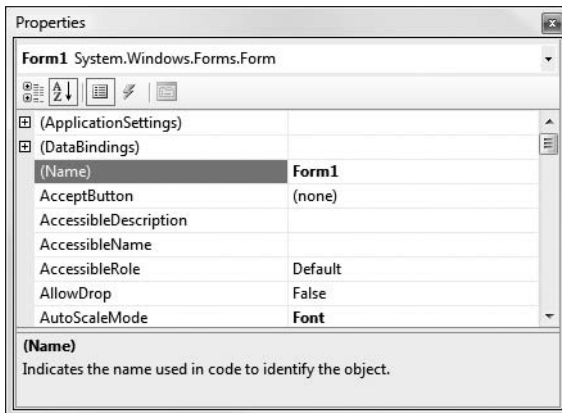 Properties
Form1 System.Windows.Forms.Form
(ApplicationSettings)
(DataBindings)
(Name) Form1
AcceptButton (none)
AccessibleDescription
AccessibleName
AccessibleRole Default
AllowDrop False
AutoScaleMode Font
(Name)
Indicates the name used in code to identify the object.